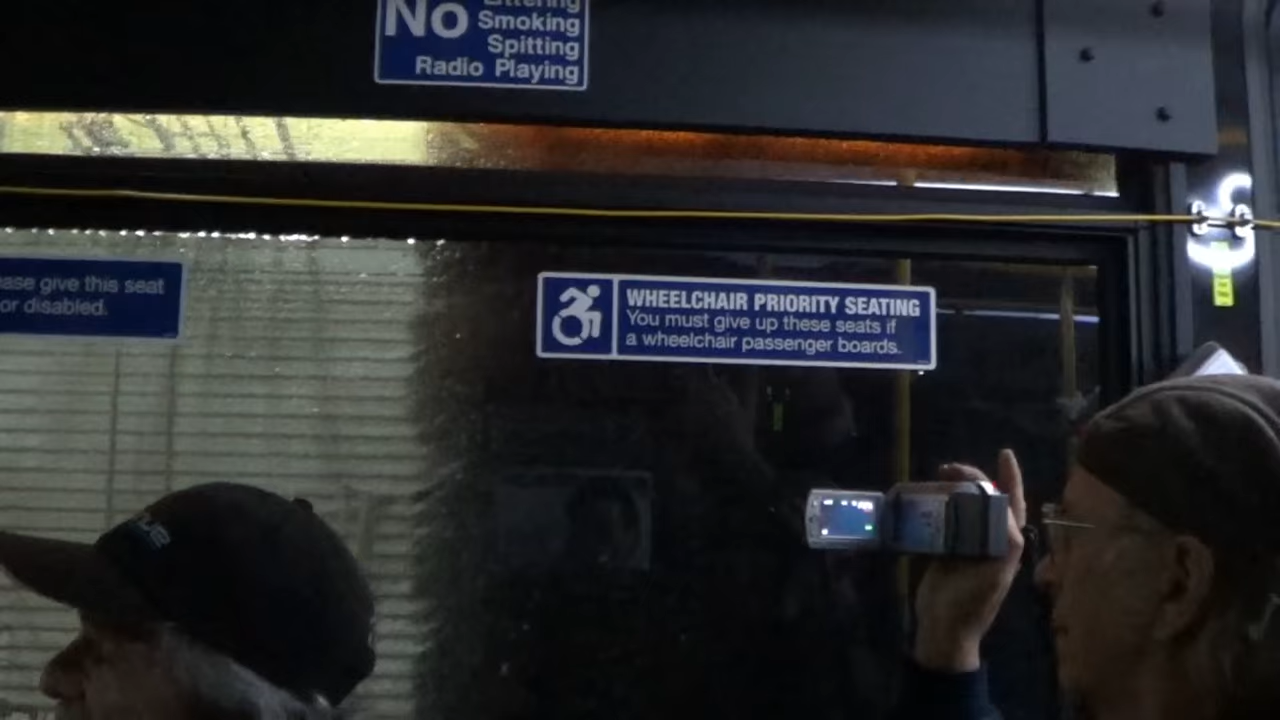 No
Smoking
Spitting
Radio Playing
give this seat
or disabled.
WHEELCHAIR PRIORITY SEATING
You must give up these seats if
a wheelchair passenger boards.